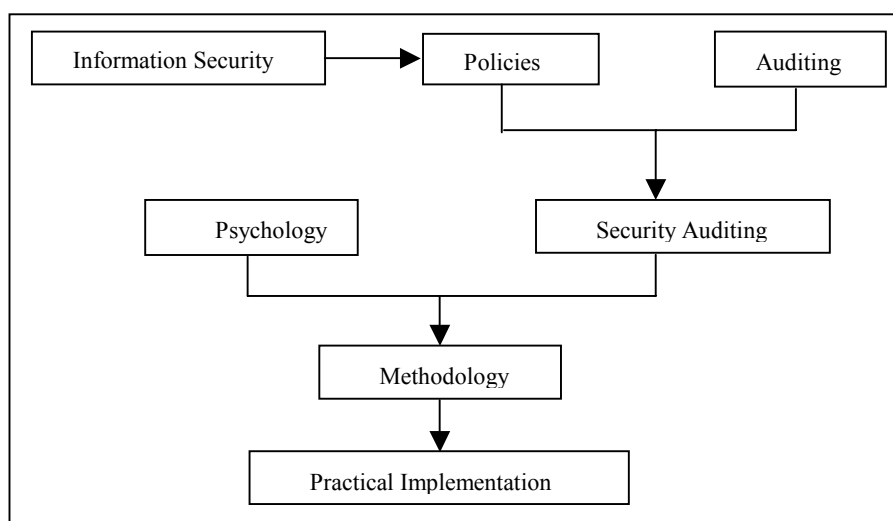 Information Security
Policies
Auditing
Psychology
Security Auditing
Methodology
Practical Implementation